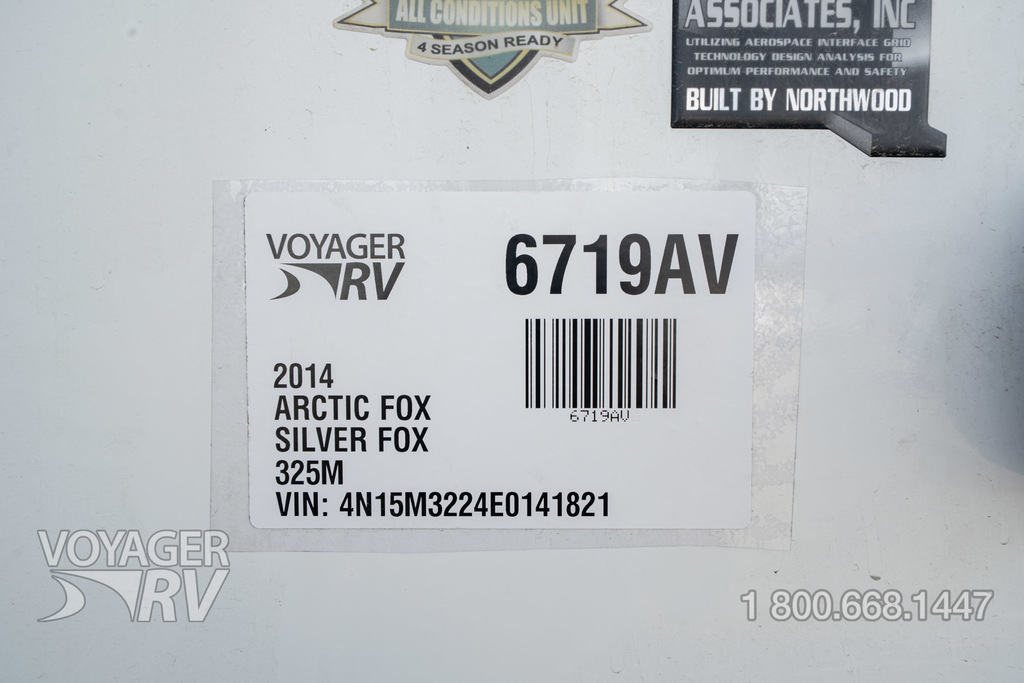 ALL CONDITIONS UNIT
4 SEASON READY
ASSOCIATES, INC
UTILIZING AEROSPACE INTERFACE GRID
TECHNOLOGY DESIGN ANALYSIS FOR
OPTIMUM PERFORMANCE AND SAFETY
BUILT BY NORTHWOOD
VOYAGER
RV
6719AV
6719AV
2014
ARCTIC FOX
SILVER FOX
325M
VIN: 4N15M3224E0141821
VOYAGER
RV
1 800.668.1447